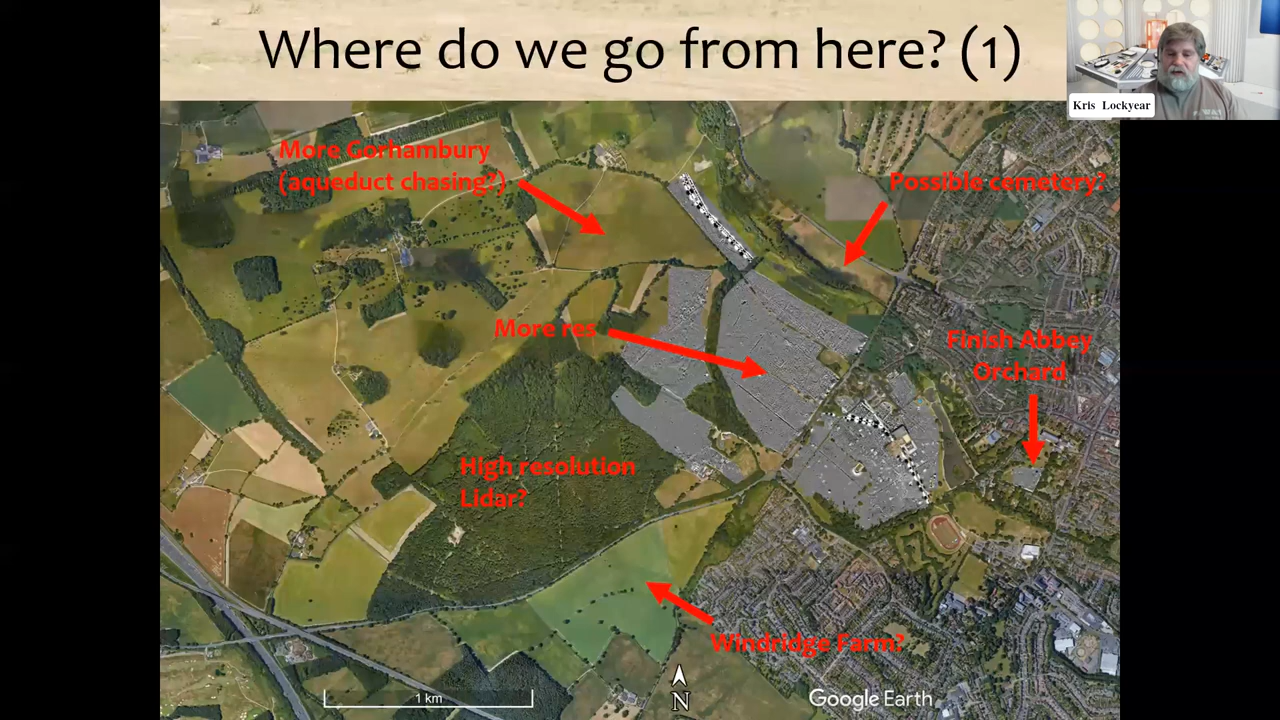 Where do we go from here? (1)
Kris Lockyear
More Gorhambury
(aqueduct chasing?)
Possible cemetery?
More res
Finish Abbey
Orchard
High resolution
Lidar?
Windridge Farm?
1 km
N
Google Earth